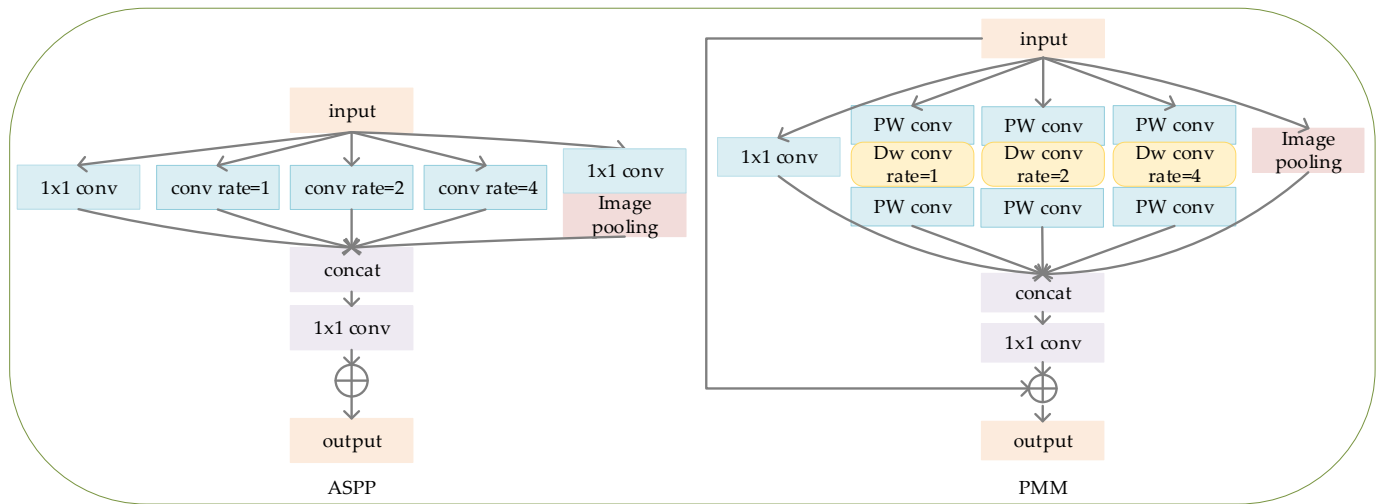 input
1x1 conv
conv rate=1
conv rate=2
conv rate=4
1x1 conv
Image
pooling
concat
1x1 conv
output
ASPP
input
1x1 conv
PW conv
Dw conv
rate=1
PW conv
PW conv
Dw conv
rate=2
PW conv
PW conv
Dw conv
rate=4
PW conv
Image
pooling
concat
1x1 conv
output
PMM